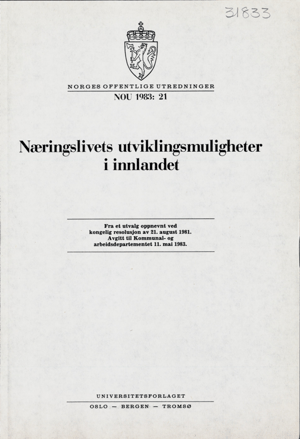 31833
NORGES OFFENTLIGE UTREDNINGER
NOU 1983: 21
Næringslivets utviklingsmuligheter
i innlandet
Fra et utvalg oppnevnt ved
kongelig resolusjon av 21. august 1981.
Avgitt til Kommunal- og
arbeidsdepartementet 11. mai 1983.
UNIVERSITETSFORLAGET
OSLO — BERGEN — TROMSØ